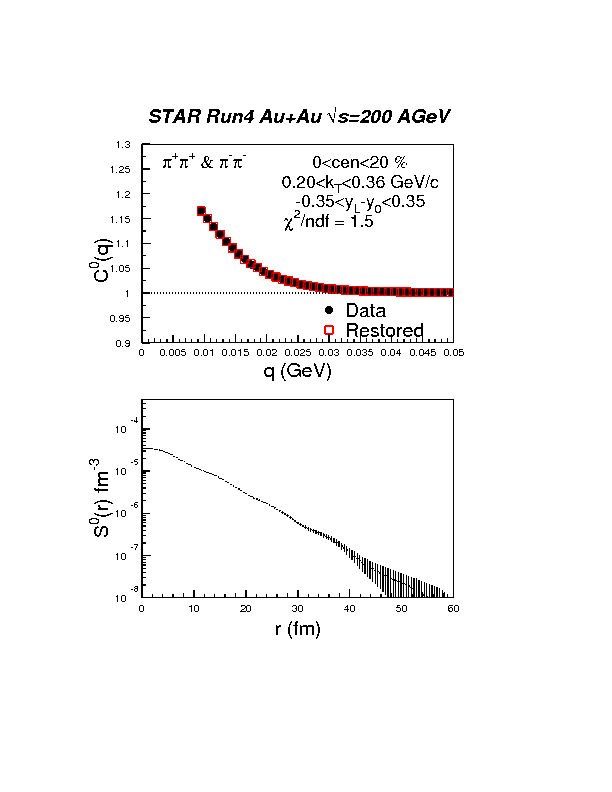 STAR Run4 Au+Au √s=200 AGeV
π⁺π⁺ & π⁻π⁻
0<cen<20 %
0.20<k_T<0.36 GeV/c
-0.35<y_L-y_0<0.35
χ²/ndf = 1.5
C⁰(q)
1.3
1.25
1.2
1.15
1.1
1.05
1
0.95
0.9
Data
Restored
0 0.005 0.01 0.015 0.02 0.025 0.03 0.035 0.04 0.045 0.05
q (GeV)
S⁰(r) fm⁻³
10⁻⁴
10⁻⁵
10⁻⁶
10⁻⁷
10⁻⁸
0 10 20 30 40 50 60
r (fm)